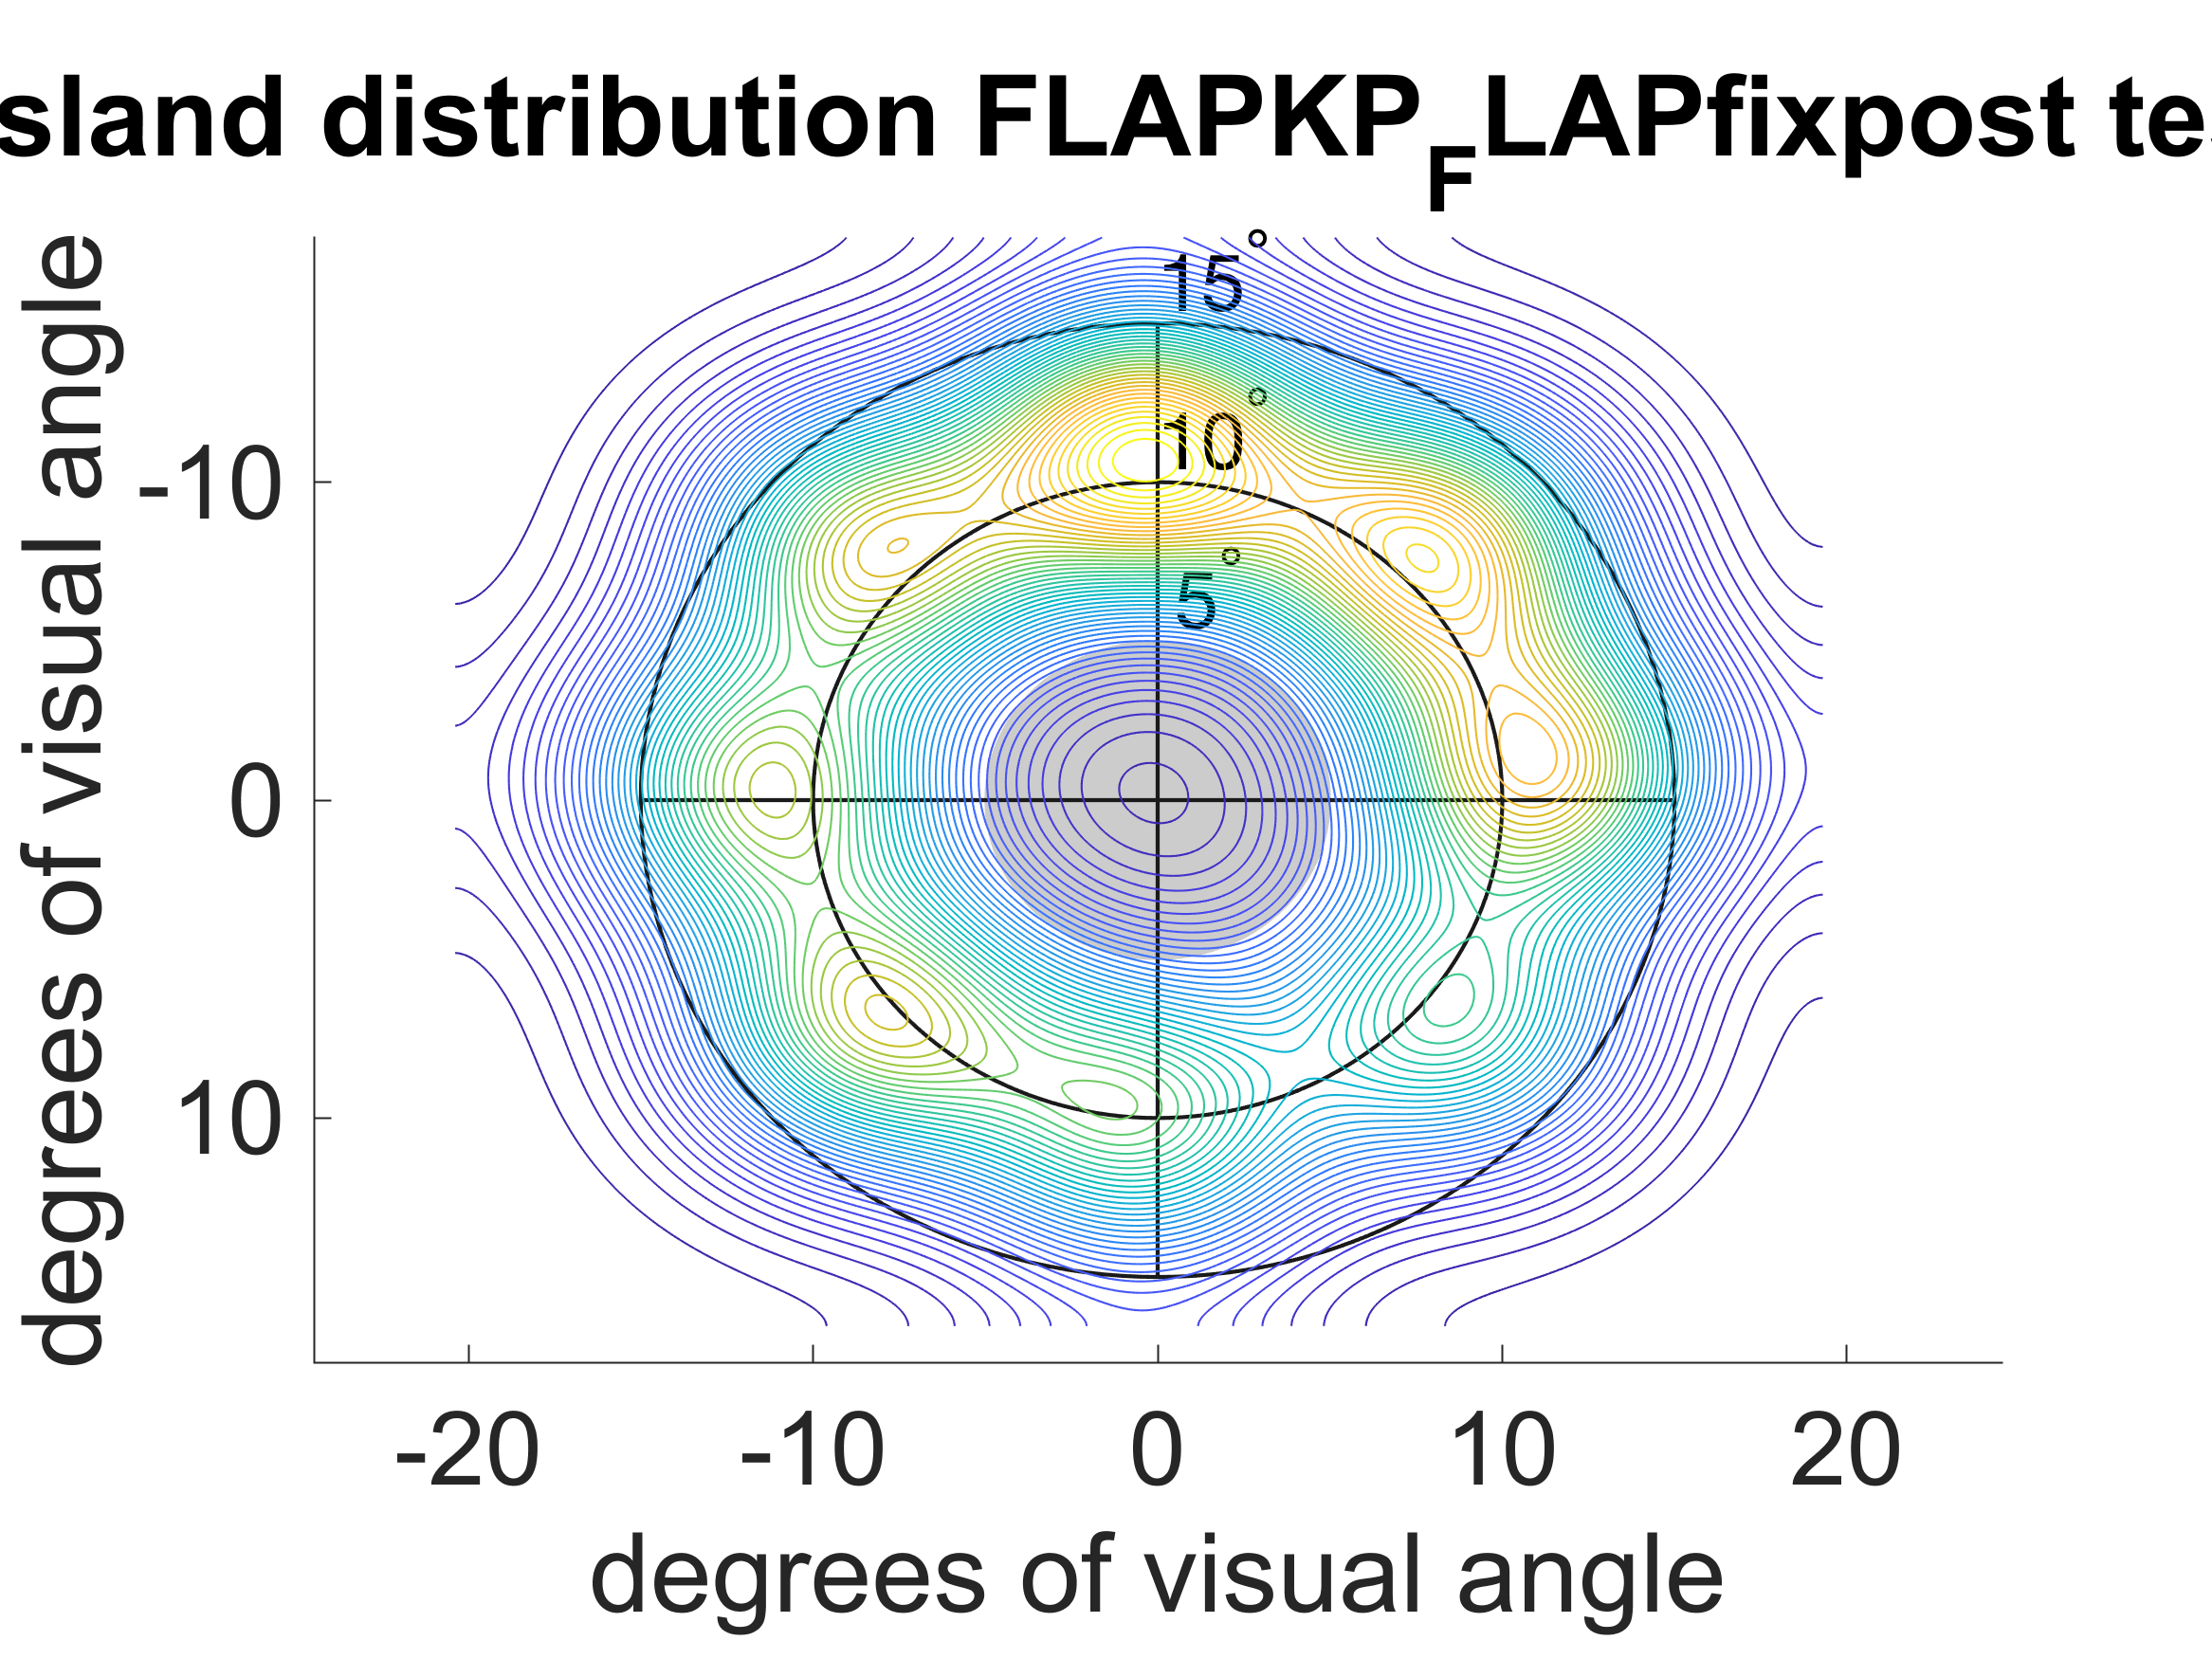 sland distribution FLAPKP_FLAPfixpost te
15°
10°
5°
degrees of visual angle
-10
0
10
-20 -10 0 10 20
degrees of visual angle